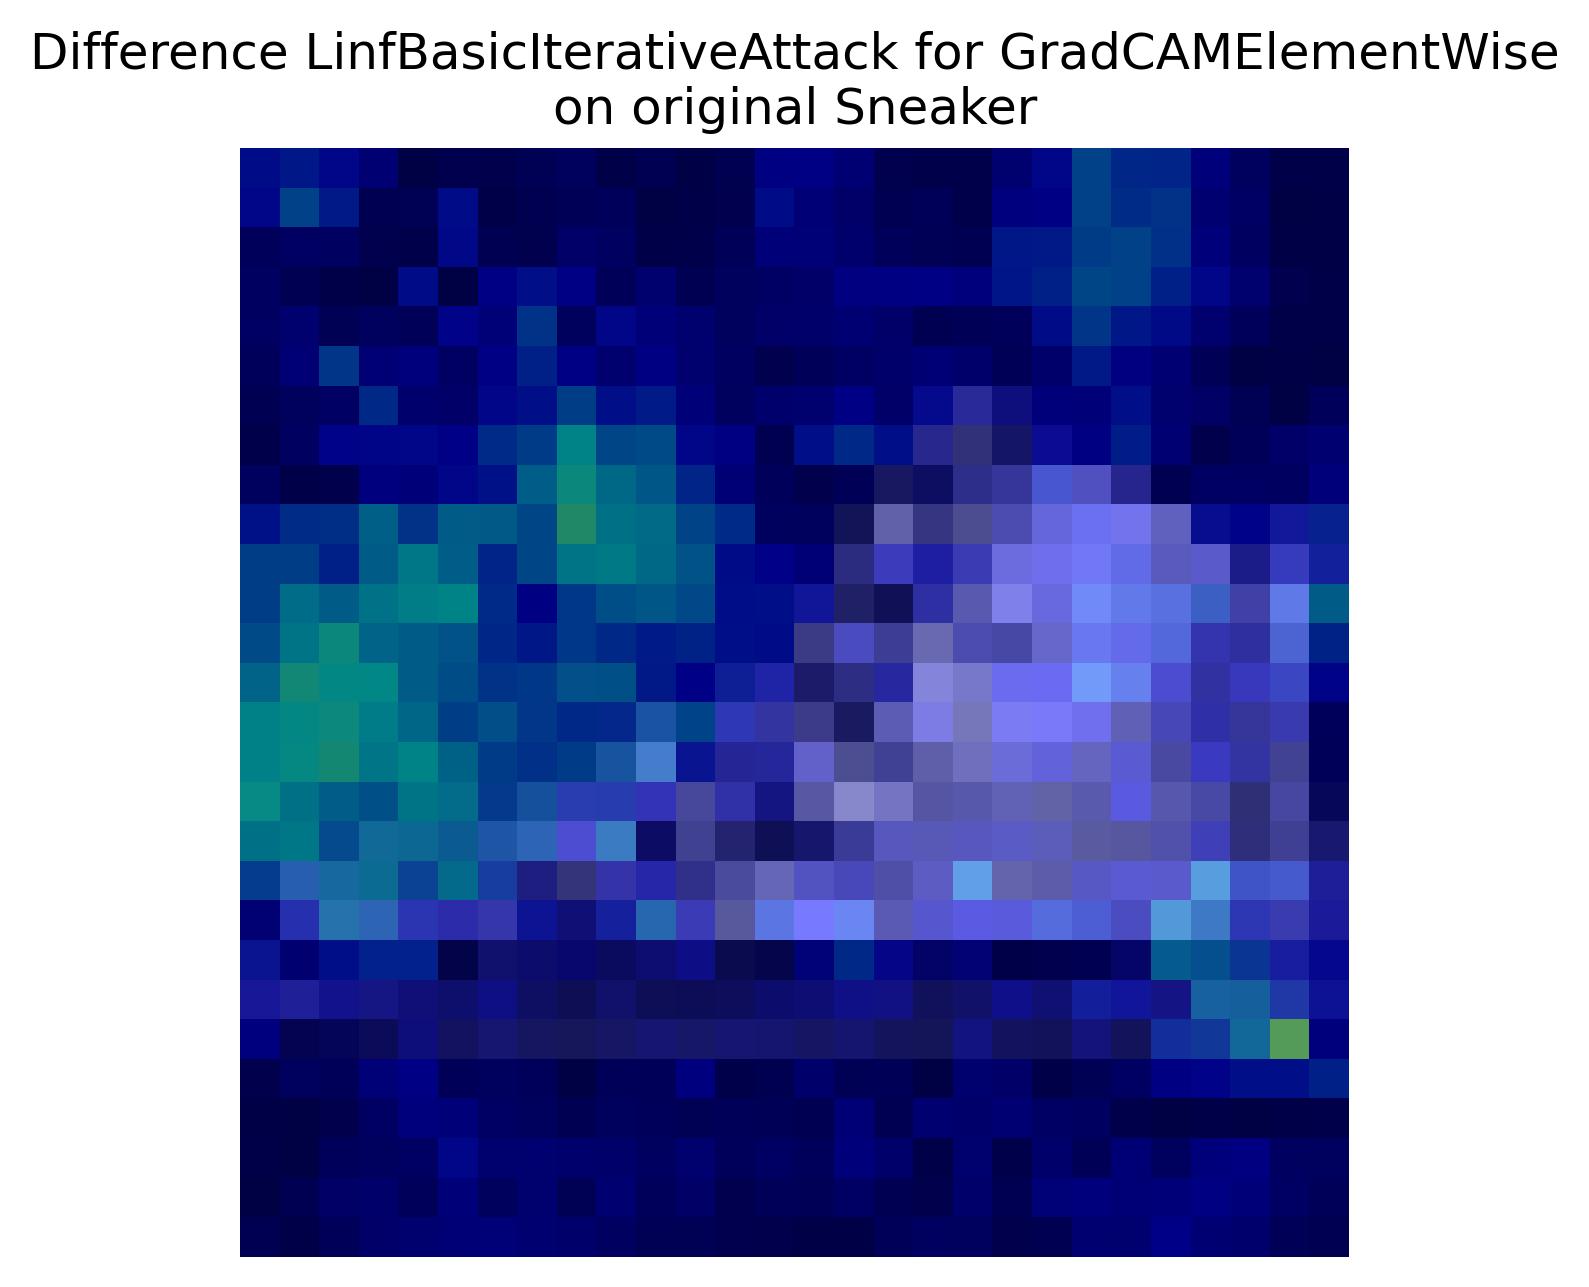 Difference LinfBasicIterativeAttack for GradCAMElementWise
on original Sneaker